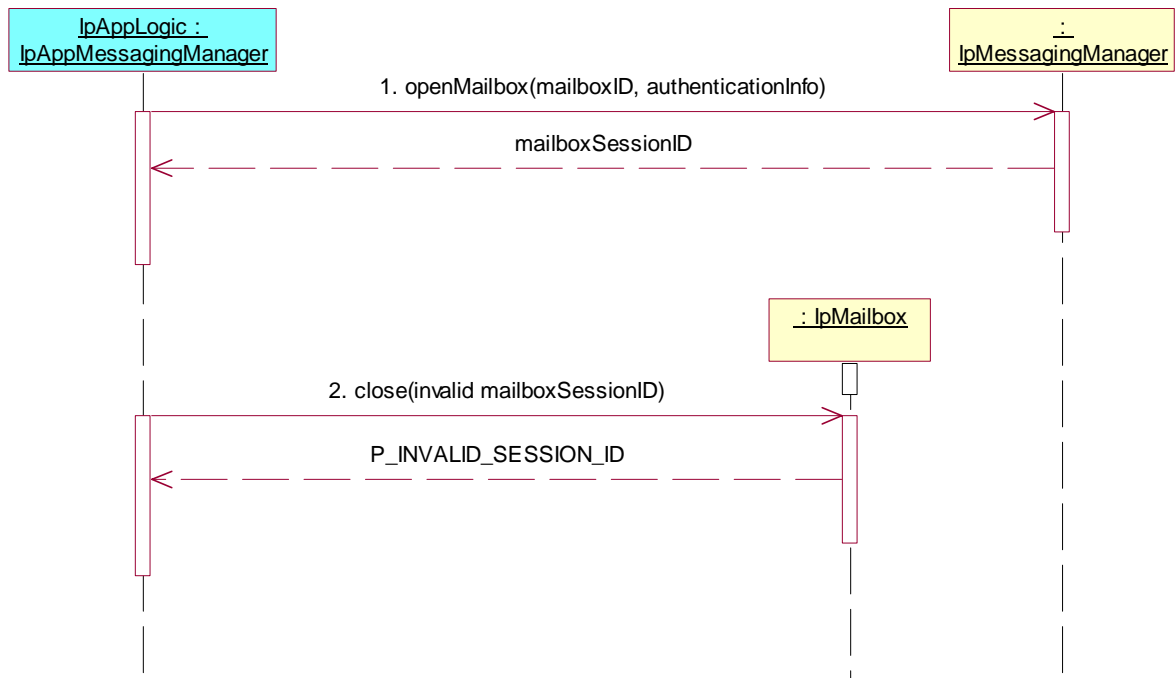 IpAppLogic :
IpAppMessagingManager
:
IpMessagingManager
1. openMailbox(mailboxID, authenticationInfo)
mailboxSessionID
: IpMailbox
2. close(invalid mailboxSessionID)
P_INVALID_SESSION_ID